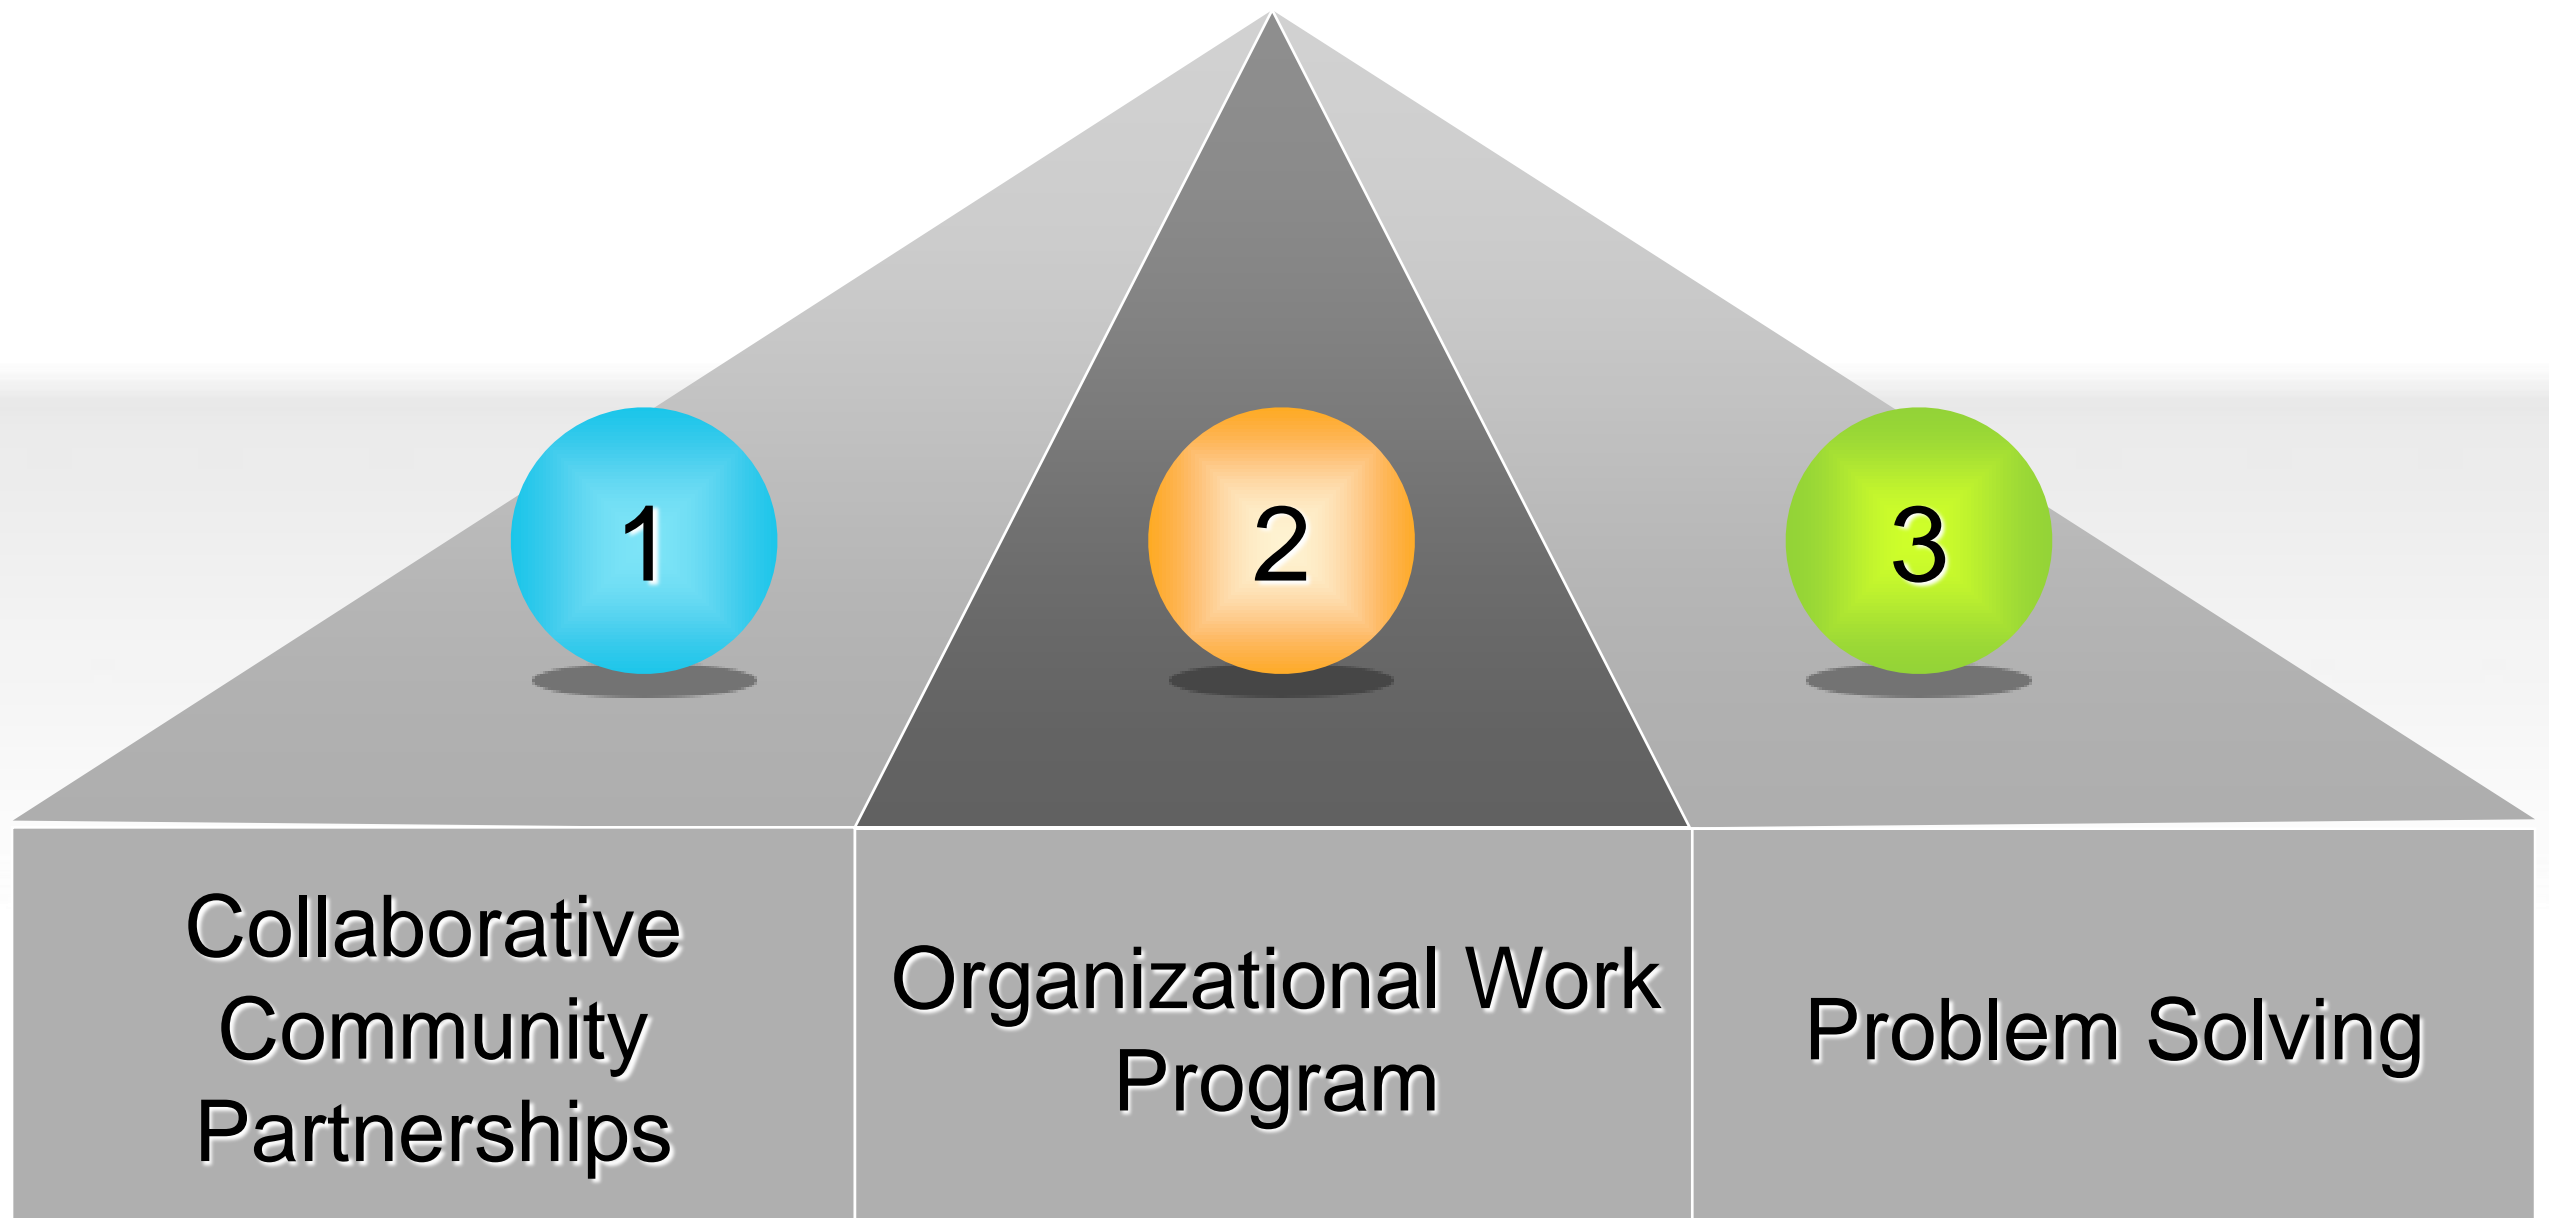 1
2
3
Collaborative
Community
Partnerships
Organizational Work
Program
Problem Solving